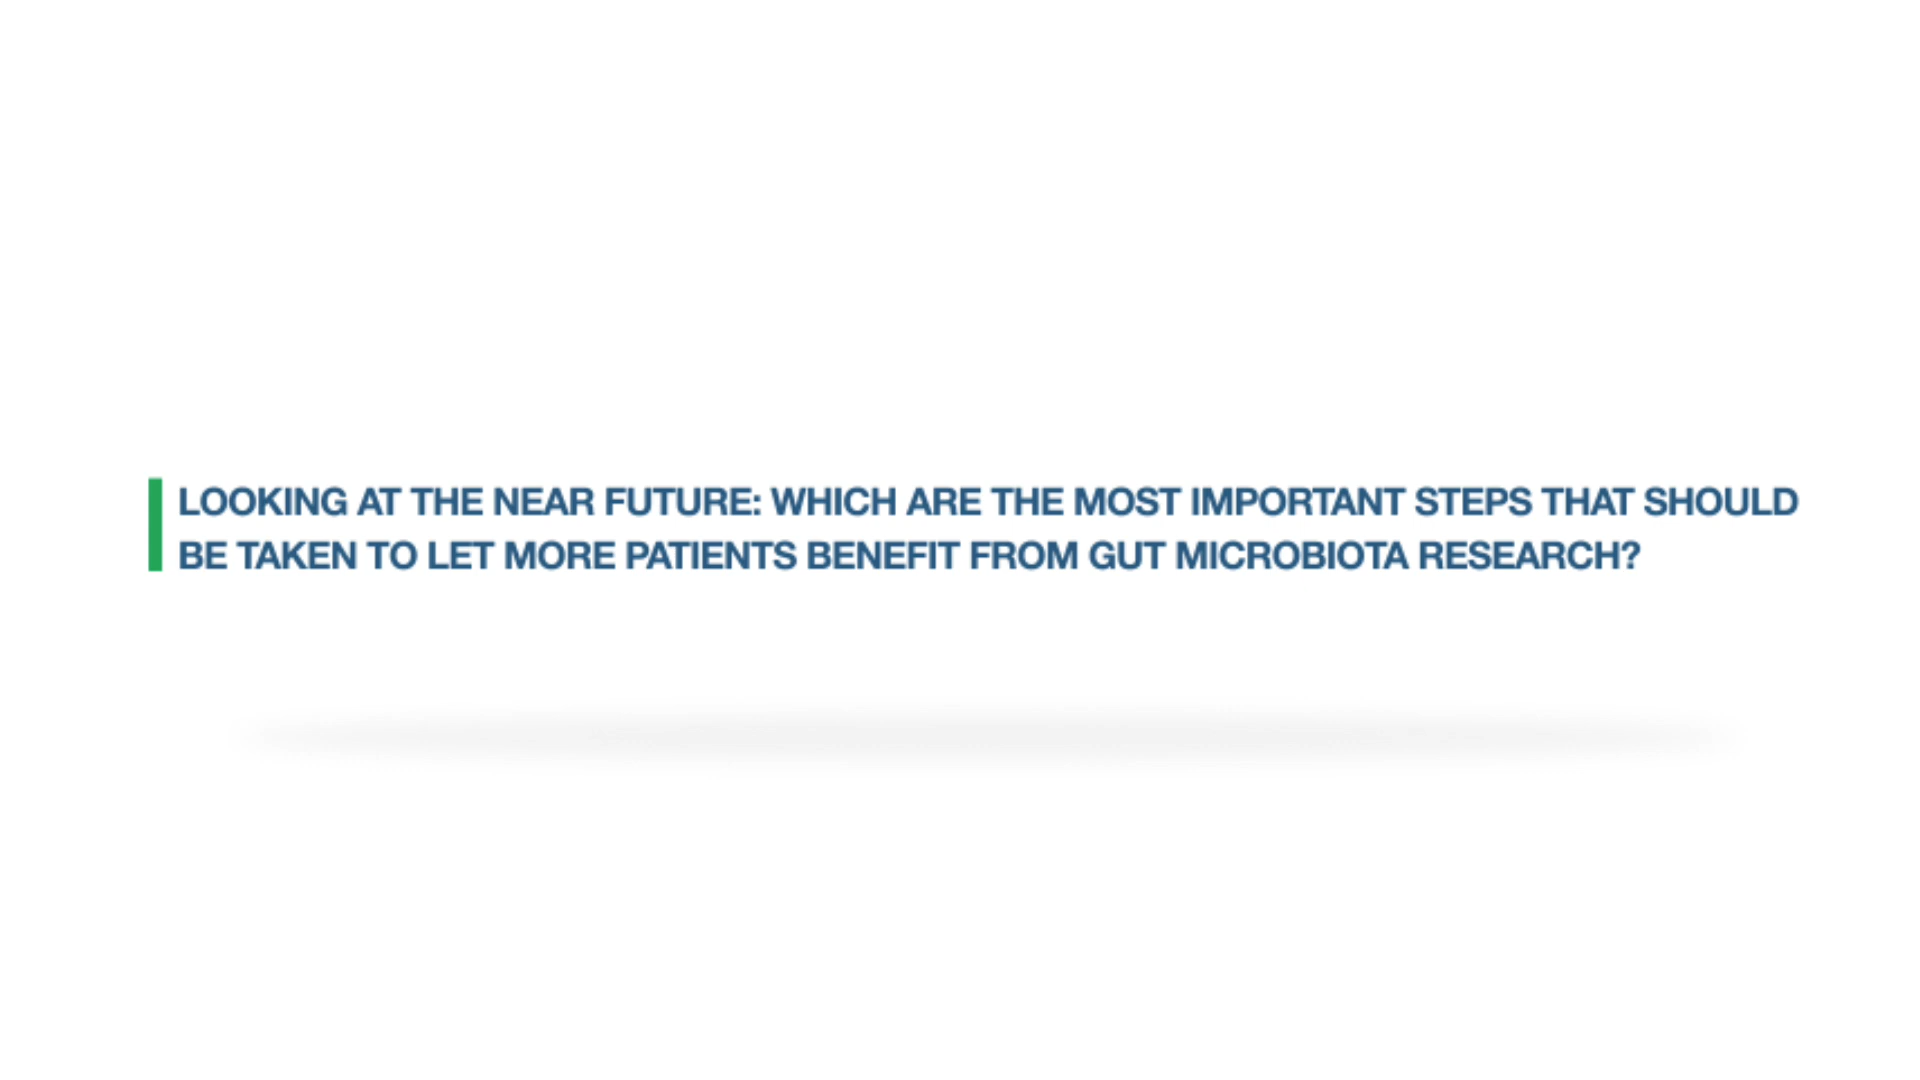 LOOKING AT THE NEAR FUTURE: WHICH ARE THE MOST IMPORTANT STEPS THAT SHOULD
BE TAKEN TO LET MORE PATIENTS BENEFIT FROM GUT MICROBIOTA RESEARCH?